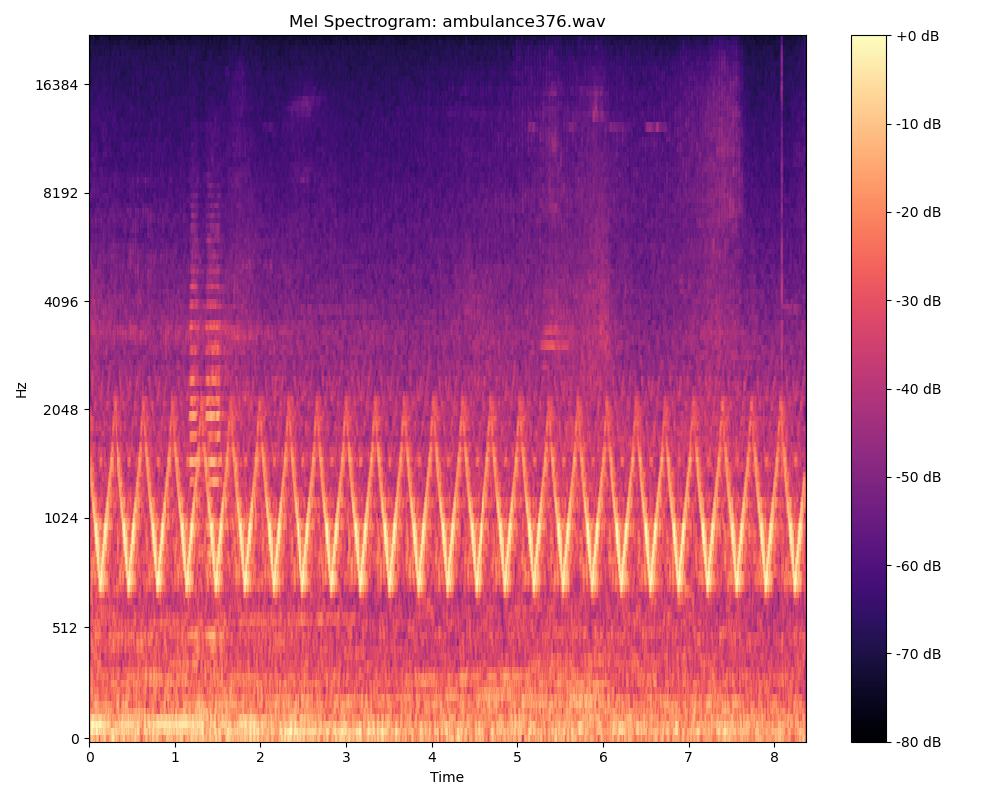 Mel Spectrogram: ambulance376.wav
Hz
16384
8192
4096
2048
1024
512
0
0 1 2 3 4 5 6 7 8
Time
+0 dB
-10 dB
-20 dB
-30 dB
-40 dB
-50 dB
-60 dB
-70 dB
-80 dB